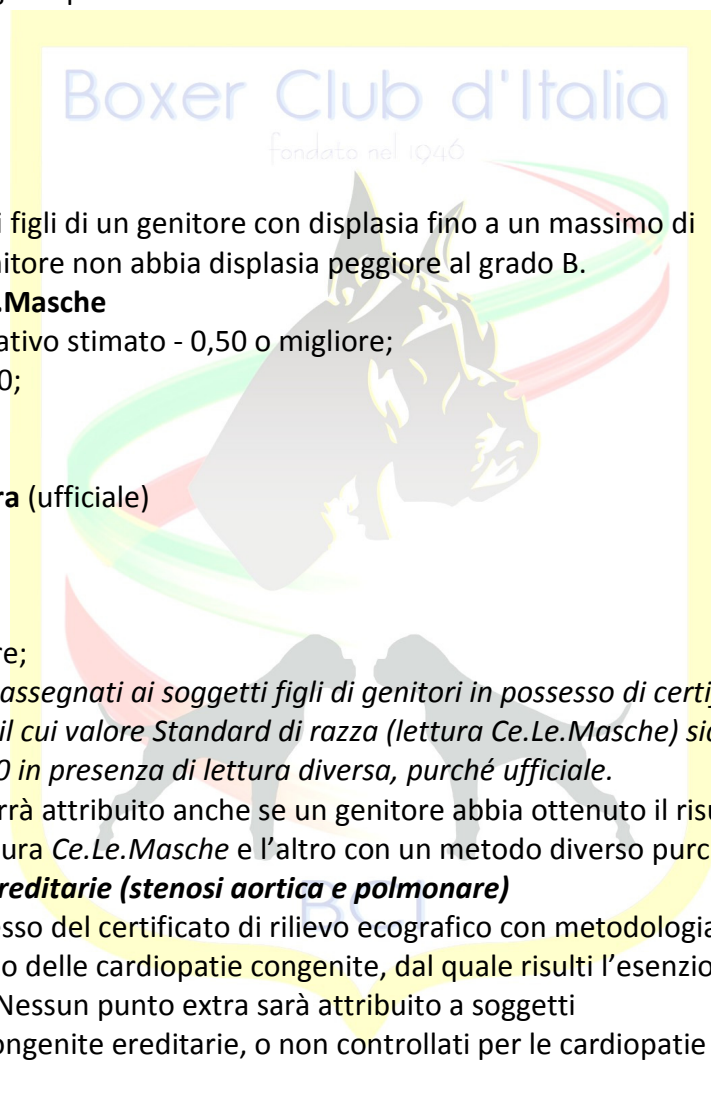 Boxer Club d'Italia
fondato nel 1946
i figli di un genitore con displasia fino a un massimo di
nitore non abbia displasia peggiore al grado B.
.Masche
ativo stimato - 0,50 o migliore;
0;
ra (ufficiale)
re;
assegnati ai soggetti figli di genitori in possesso di certif
il cui valore Standard di razza (lettura Ce.Le.Masche) sia
0 in presenza di lettura diversa, purché ufficiale.
rrà attribuito anche se un genitore abbia ottenuto il risu
ura Ce.Le.Masche e l'altro con un metodo diverso purc
reditarie (stenosi aortica e polmonare)
esso del certificato di rilievo ecografico con metodologia
o delle cardiopatie congenite, dal quale risulti l'esenzio
Nessun punto extra sarà attribuito a soggetti
ongenite ereditarie, o non controllati per le cardiopatie
BCI